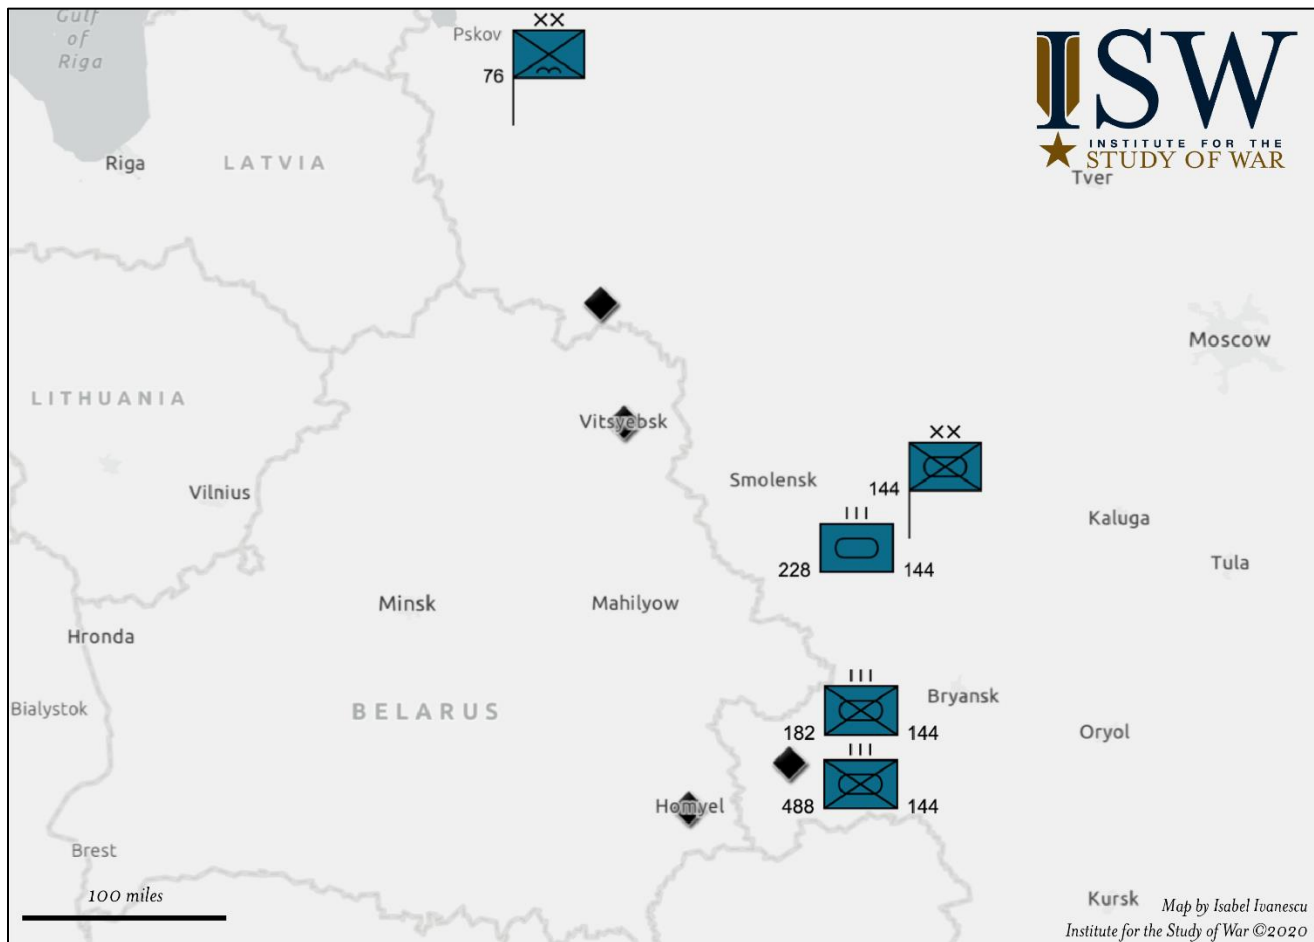 Gulf
of
Riga
Pskov
XX
76
ISW
INSTITUTE FOR THE
STUDY OF WAR
Riga
LATVIA
Tver
Moscow
LITHUANIA
Vitsyebsk
XX
144
Smolensk
Vilnius
III
228
144
Kaluga
Tula
Minsk
Mahilyow
Hronda
III
Bryansk
Bialystok
BELARUS
182
144
Oryol
III
488
144
Homyel
Brest
100 miles
Kursk
Map by Isabel Ivanescu
Institute for the Study of War ©2020